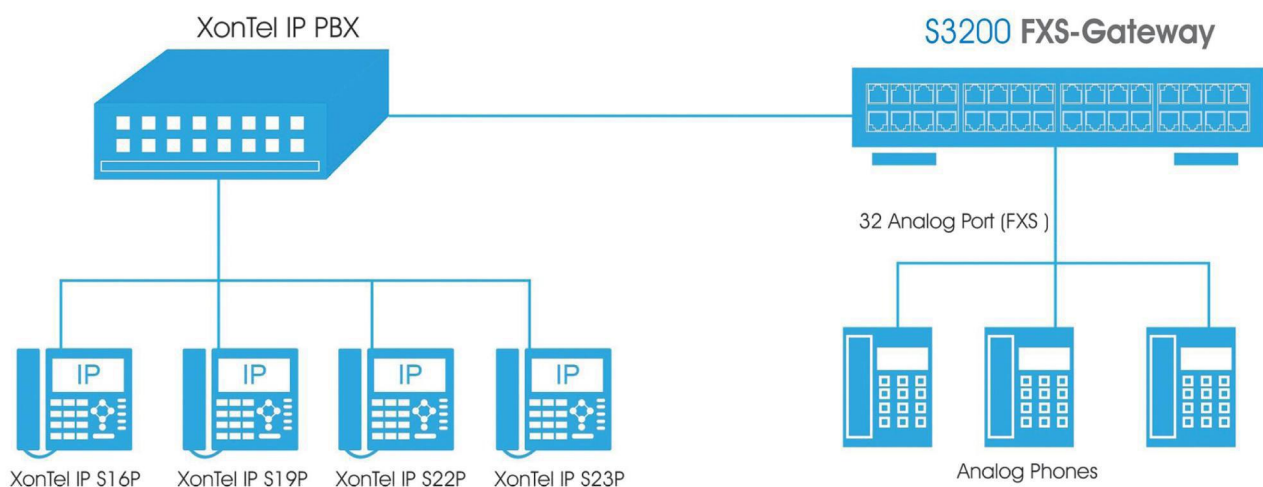 XonTel IP PBX
S3200 FXS-Gateway
32 Analog Port (FXS )
IP
IP
IP
IP
XonTel IP S16P
XonTel IP S19P
XonTel IP S22P
XonTel IP S23P
Analog Phones